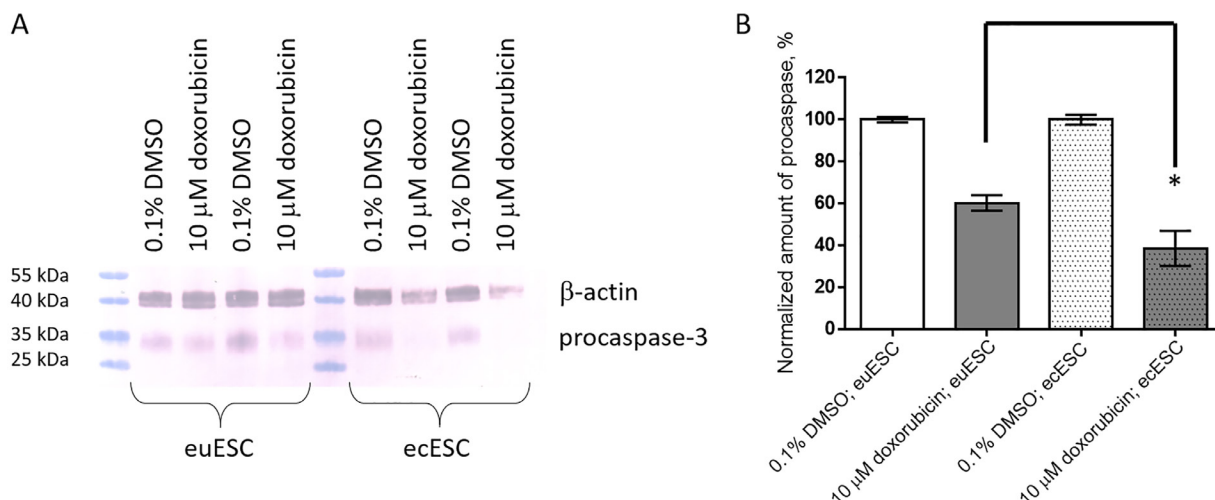 A
0.1% DMSO
10 μM doxorubicin
0.1% DMSO
10 μM doxorubicin
0.1% DMSO
10 μM doxorubicin
0.1% DMSO
10 μM doxorubicin
55 kDa
40 kDa
35 kDa
25 kDa
β-actin
procaspase-3
euESC
ecESC
B
Normalized amount of procaspase, %
120
100
80
60
40
20
0
*
0.1% DMSO; euESC
10 μM doxorubicin; euESC
0.1% DMSO; ecESC
10 μM doxorubicin; ecESC